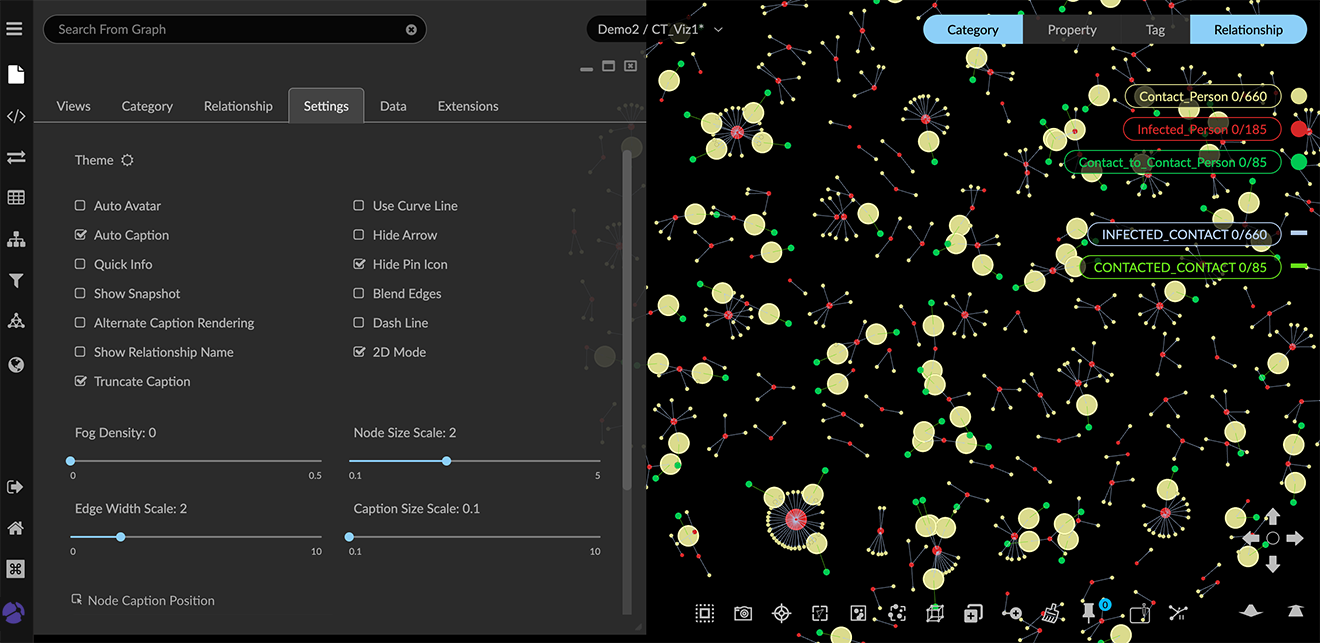 Search From Graph
Demo2 / CT_Viz1*
Category Property Tag Relationship
Views Category Relationship Settings Data Extensions
Theme
Auto Avatar
Auto Caption
Quick Info
Show Snapshot
Alternate Caption Rendering
Show Relationship Name
Truncate Caption
Use Curve Line
Hide Arrow
Hide Pin Icon
Blend Edges
Dash Line
2D Mode
Fog Density: 0
0 0.5
Node Size Scale: 2
0.1 5
Edge Width Scale: 2
0 10
Caption Size Scale: 0.1
0.1 10
Node Caption Position
Contact_Person 0/660
Infected_Person 0/185
Contact_to_Contact_Person 0/85
INFECTED_CONTACT 0/660
CONTACTED_CONTACT 0/85
0